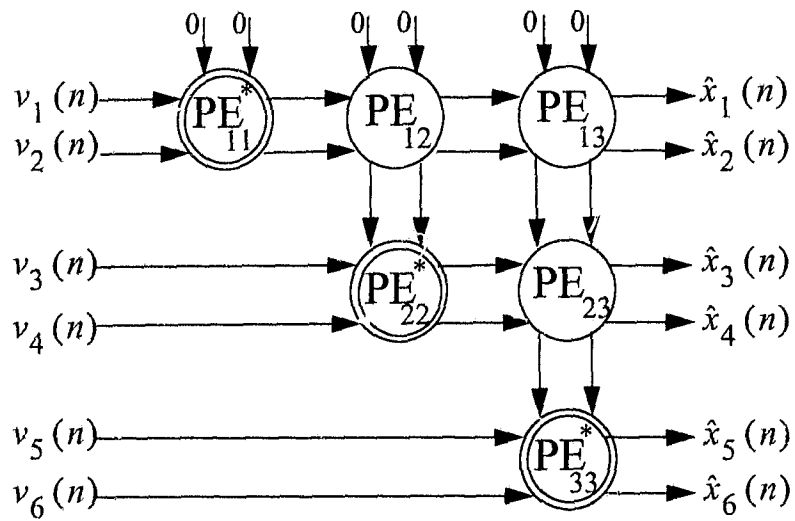 0 0 0 0 0 0
v₁(n) PE*₁₁ PE₁₂ PE₁₃ x̂₁(n)
v₂(n) x̂₂(n)
v₃(n) PE*₂₂ PE₂₃ x̂₃(n)
v₄(n) x̂₄(n)
v₅(n) PE*₃₃ x̂₅(n)
v₆(n) x̂₆(n)